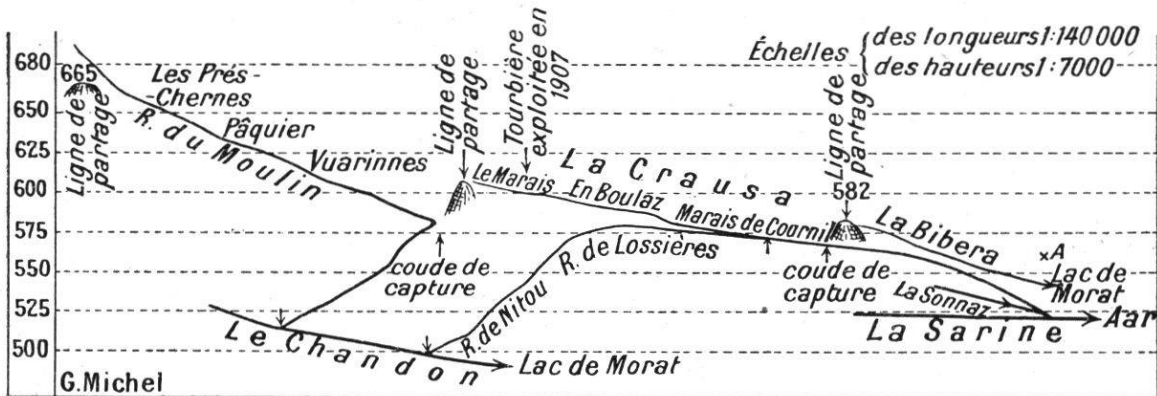 Échelles { des longueurs 1:140 000
des hauteurs 1:7000
680
650
625
600
575
550
525
500
665
Ligne de
partage
Les Prés-
Chernes
Pâquier
Vuarinnes
R. du Moulin
Ligne de
partage
Tourbière
exploitée en
1907
La Crausa
Le Marais
En Boulaz
Marais de Cournil
Ligne de
partage
582
La Bibera
×A
Lac de
Morat
coude de
capture
R. de Nitou
R. de Lossières
coude de
capture
La Sonnaz
La Sarine
Aar
Le Chandon
Lac de Morat
G. Michel